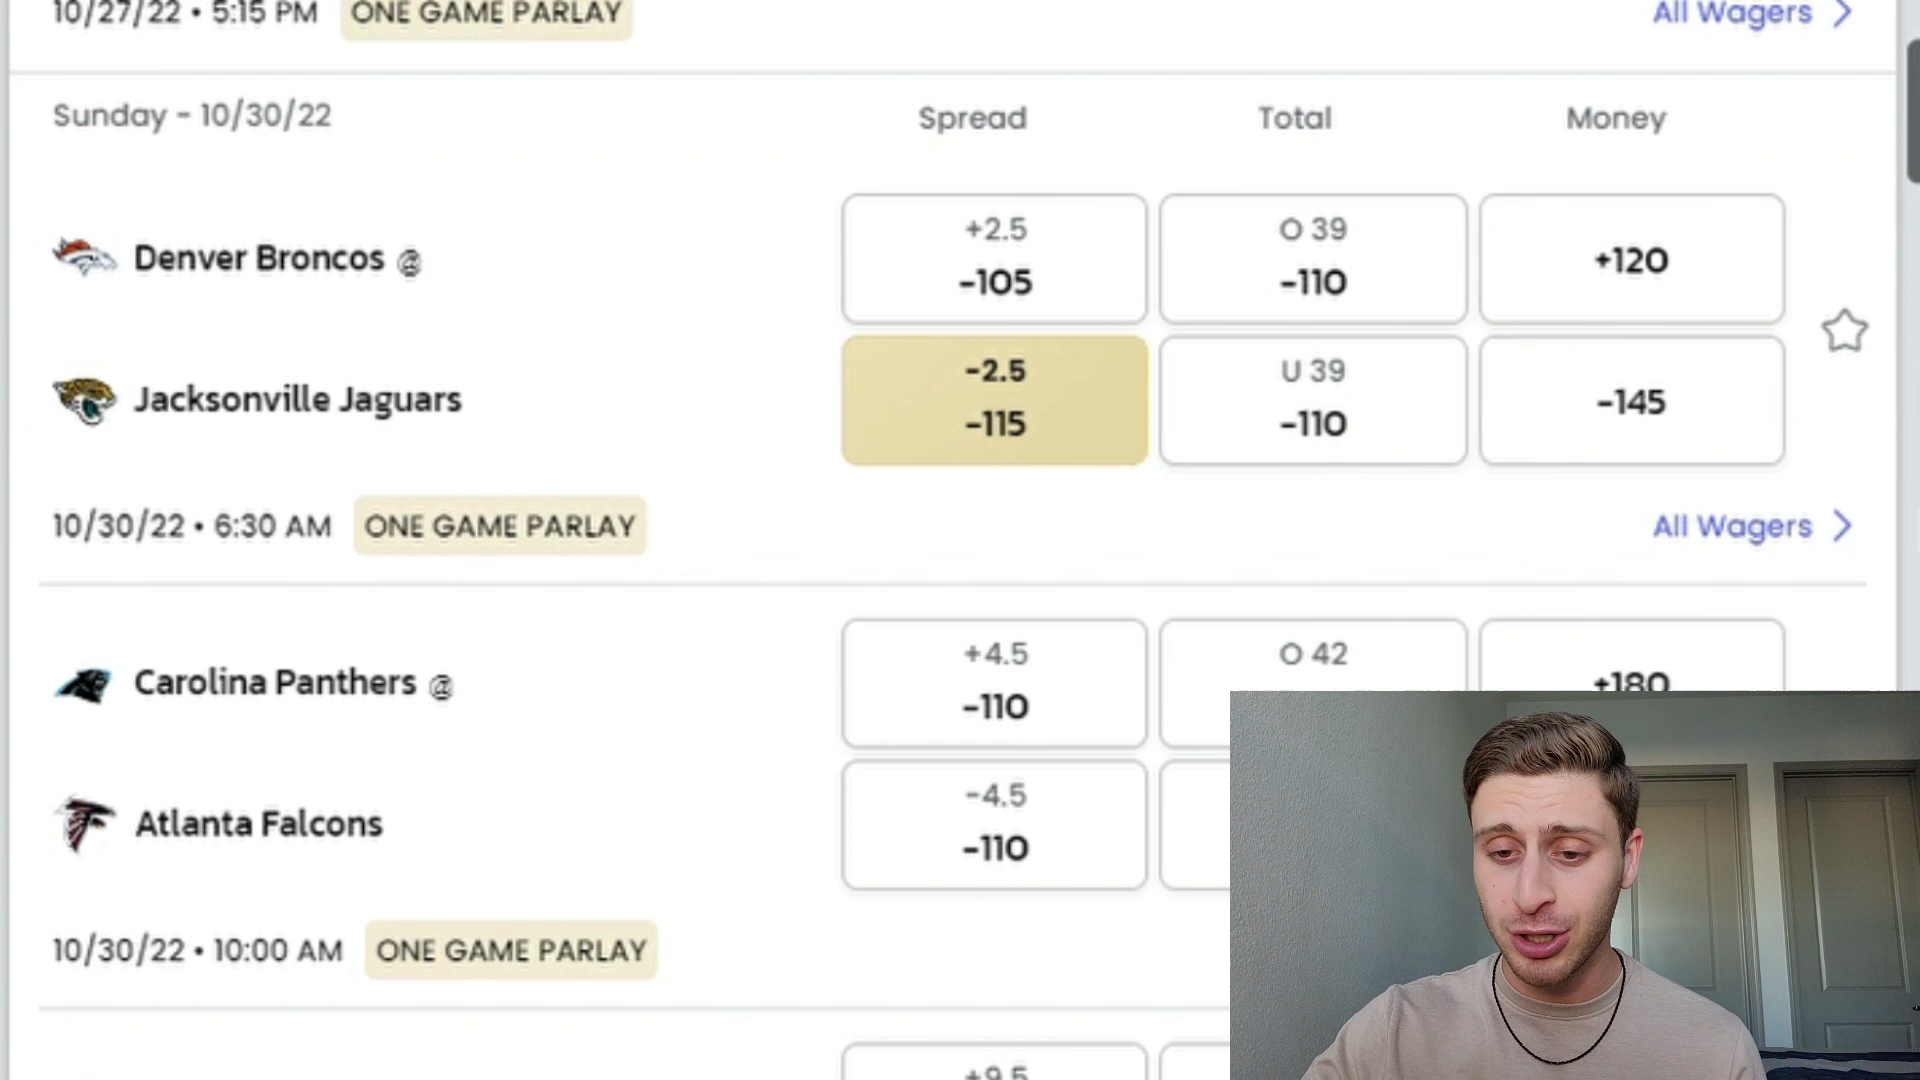 10/27/22 • 5:15 PM ONE GAME PARLAY All Wagers
Sunday - 10/30/22 Spread Total Money
+2.5 O 39
Denver Broncos @ -105 -110 +120
-2.5 U 39
Jacksonville Jaguars -115 -110 -145
10/30/22 • 6:30 AM ONE GAME PARLAY All Wagers
+4.5 O 42
Carolina Panthers @ -110 +180
-4.5
Atlanta Falcons -110
10/30/22 • 10:00 AM ONE GAME PARLAY
+9.5